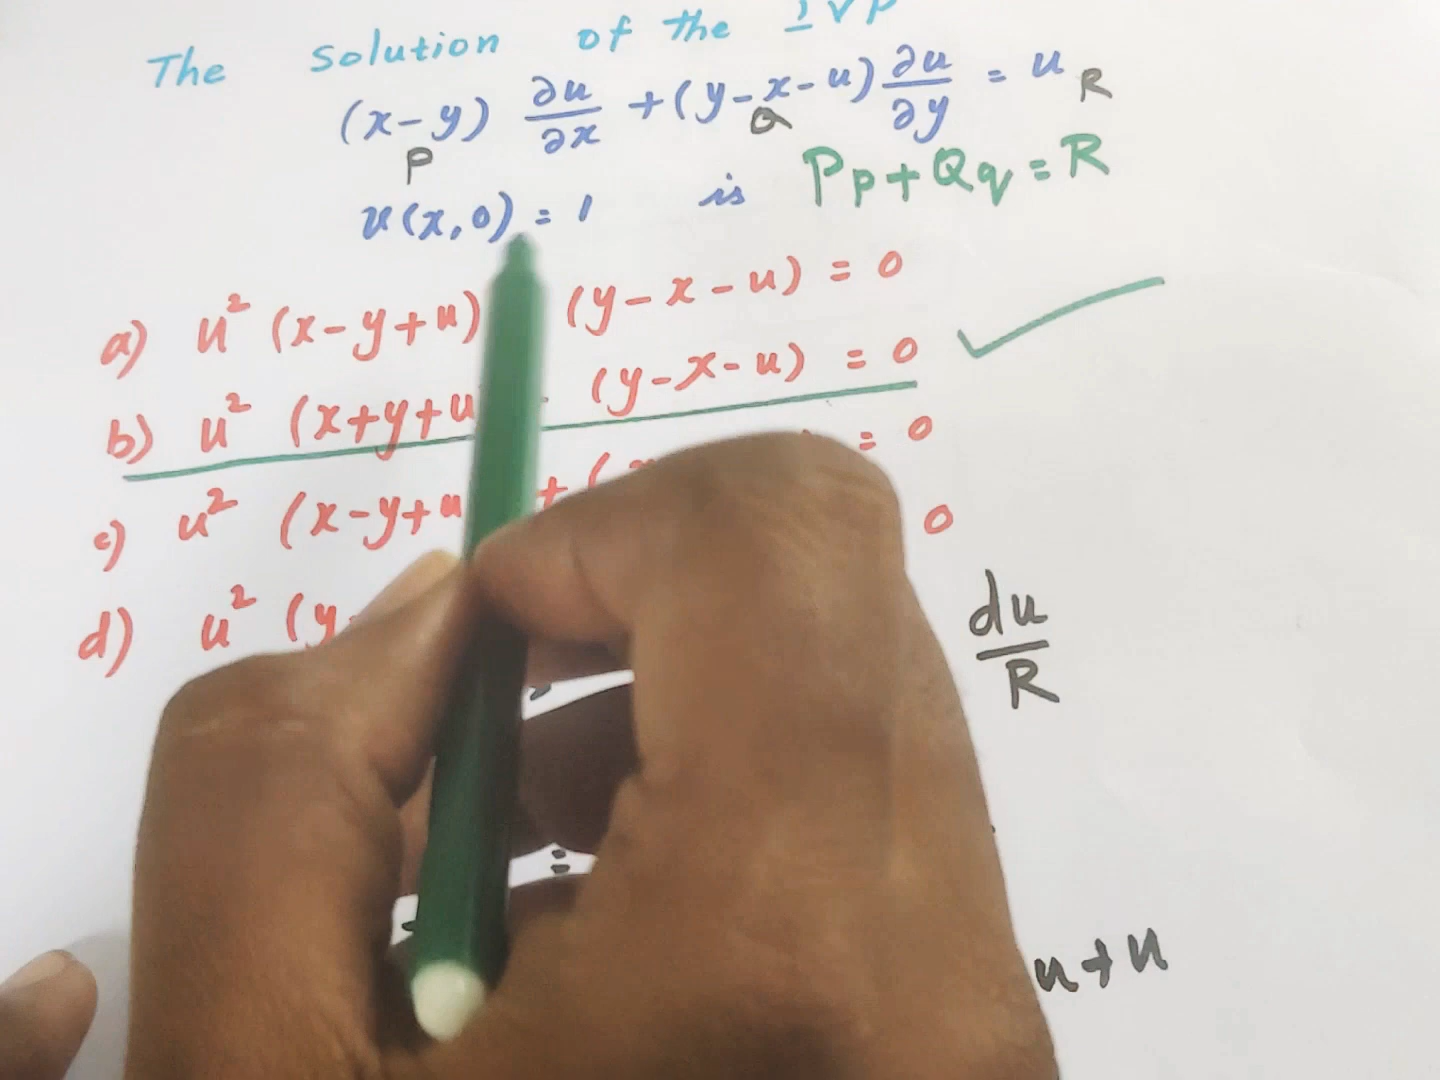 The solution of the IVP
(x-y) ∂u/∂x + (y-x-u) ∂u/∂y = u R
P Q
u(x,0) = 1 is Pp+Qq=R
a) u² (x-y+u) (y-x-u) = 0
b) u² (x+y+u (y-x-u) = 0
c) u² (x-y+u + ( = 0
d) u² (y 0
du/R
=
u+u